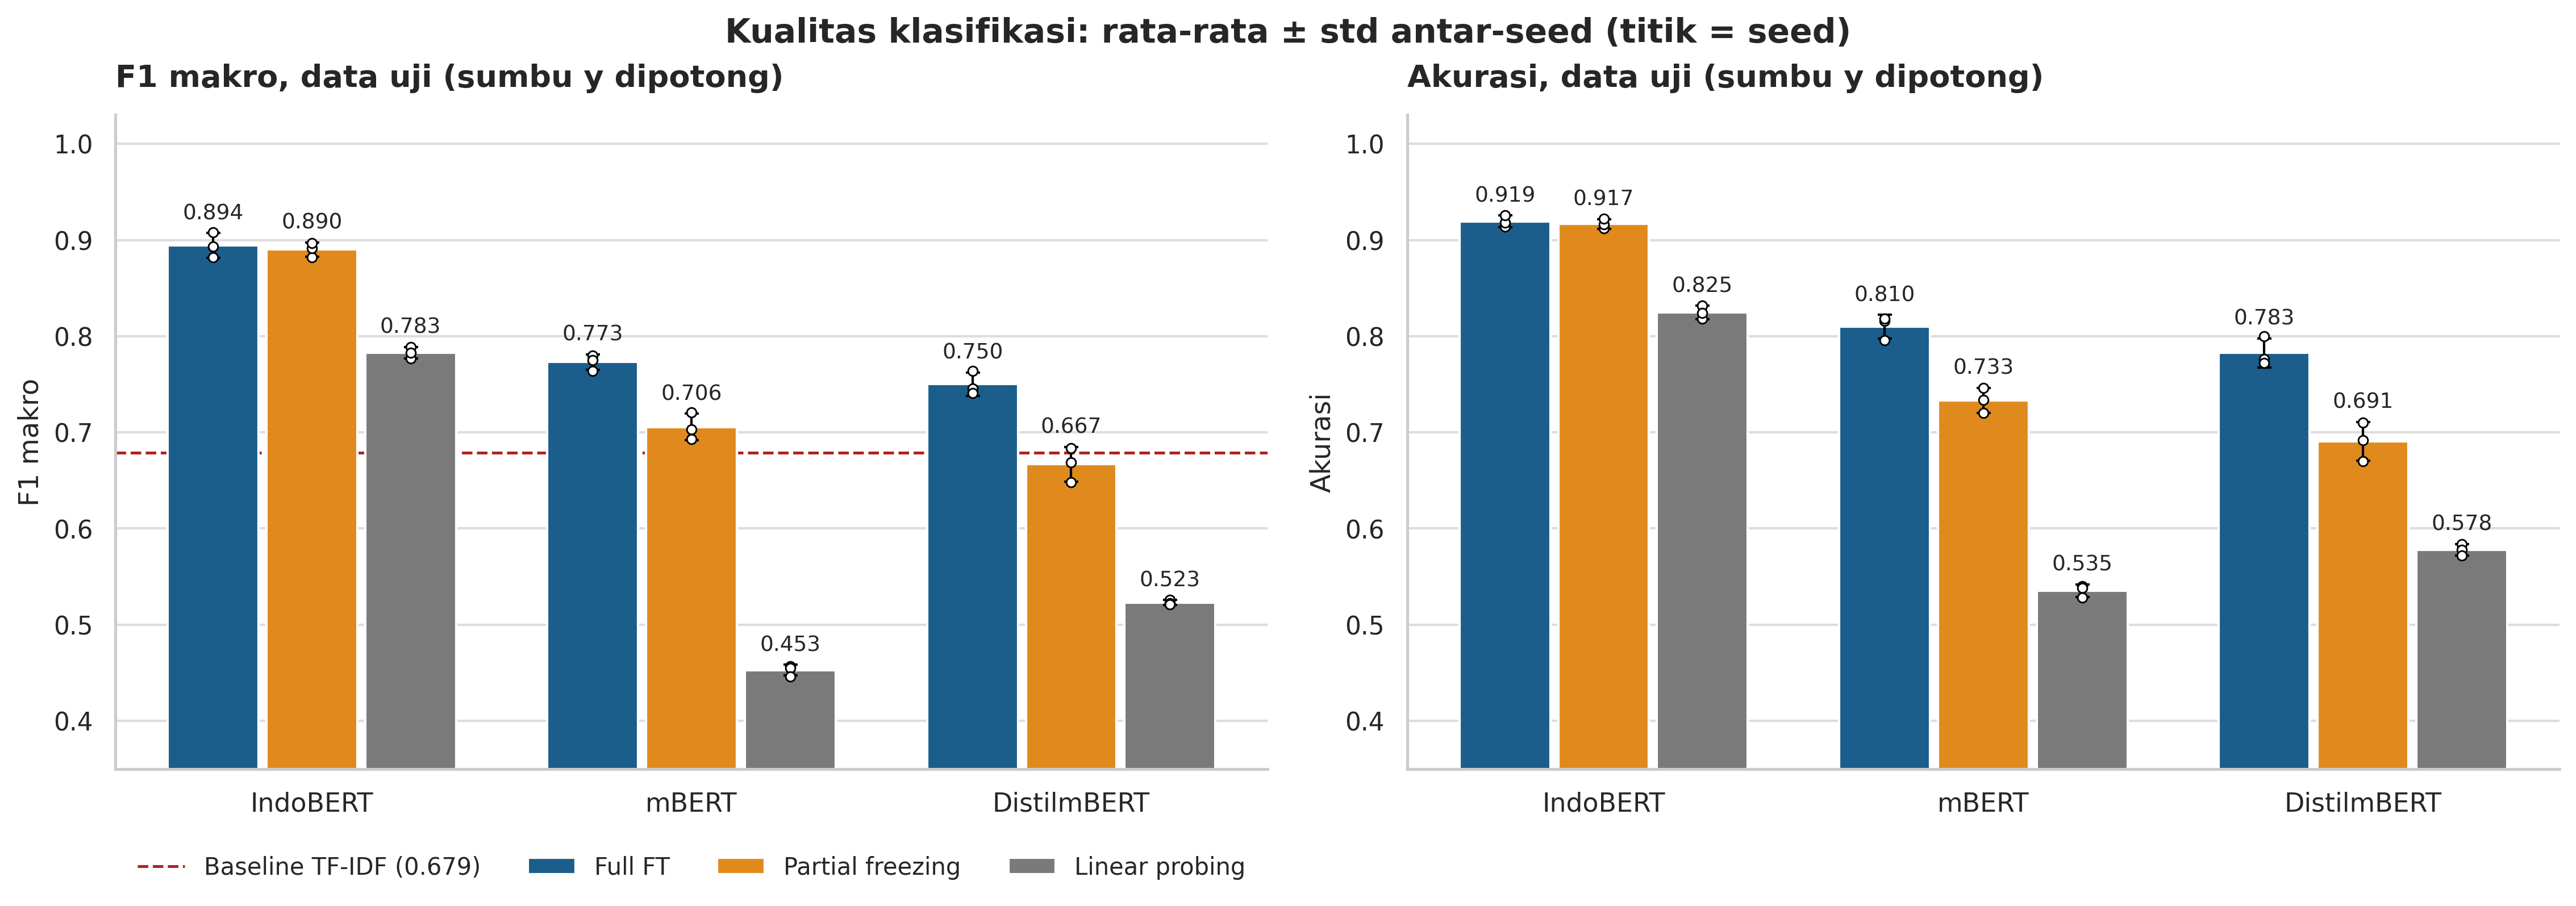 Kualitas klasifikasi: rata-rata ± std antar-seed (titik = seed)
F1 makro, data uji (sumbu y dipotong)
F1 makro
1.0
0.9
0.8
0.7
0.6
0.5
0.4
0.894
0.890
0.783
0.773
0.706
0.453
0.750
0.667
0.523
IndoBERT
mBERT
DistilmBERT
Baseline TF-IDF (0.679)
Full FT
Partial freezing
Linear probing
Akurasi, data uji (sumbu y dipotong)
Akurasi
1.0
0.9
0.8
0.7
0.6
0.5
0.4
0.919
0.917
0.825
0.810
0.733
0.535
0.783
0.691
0.578
IndoBERT
mBERT
DistilmBERT